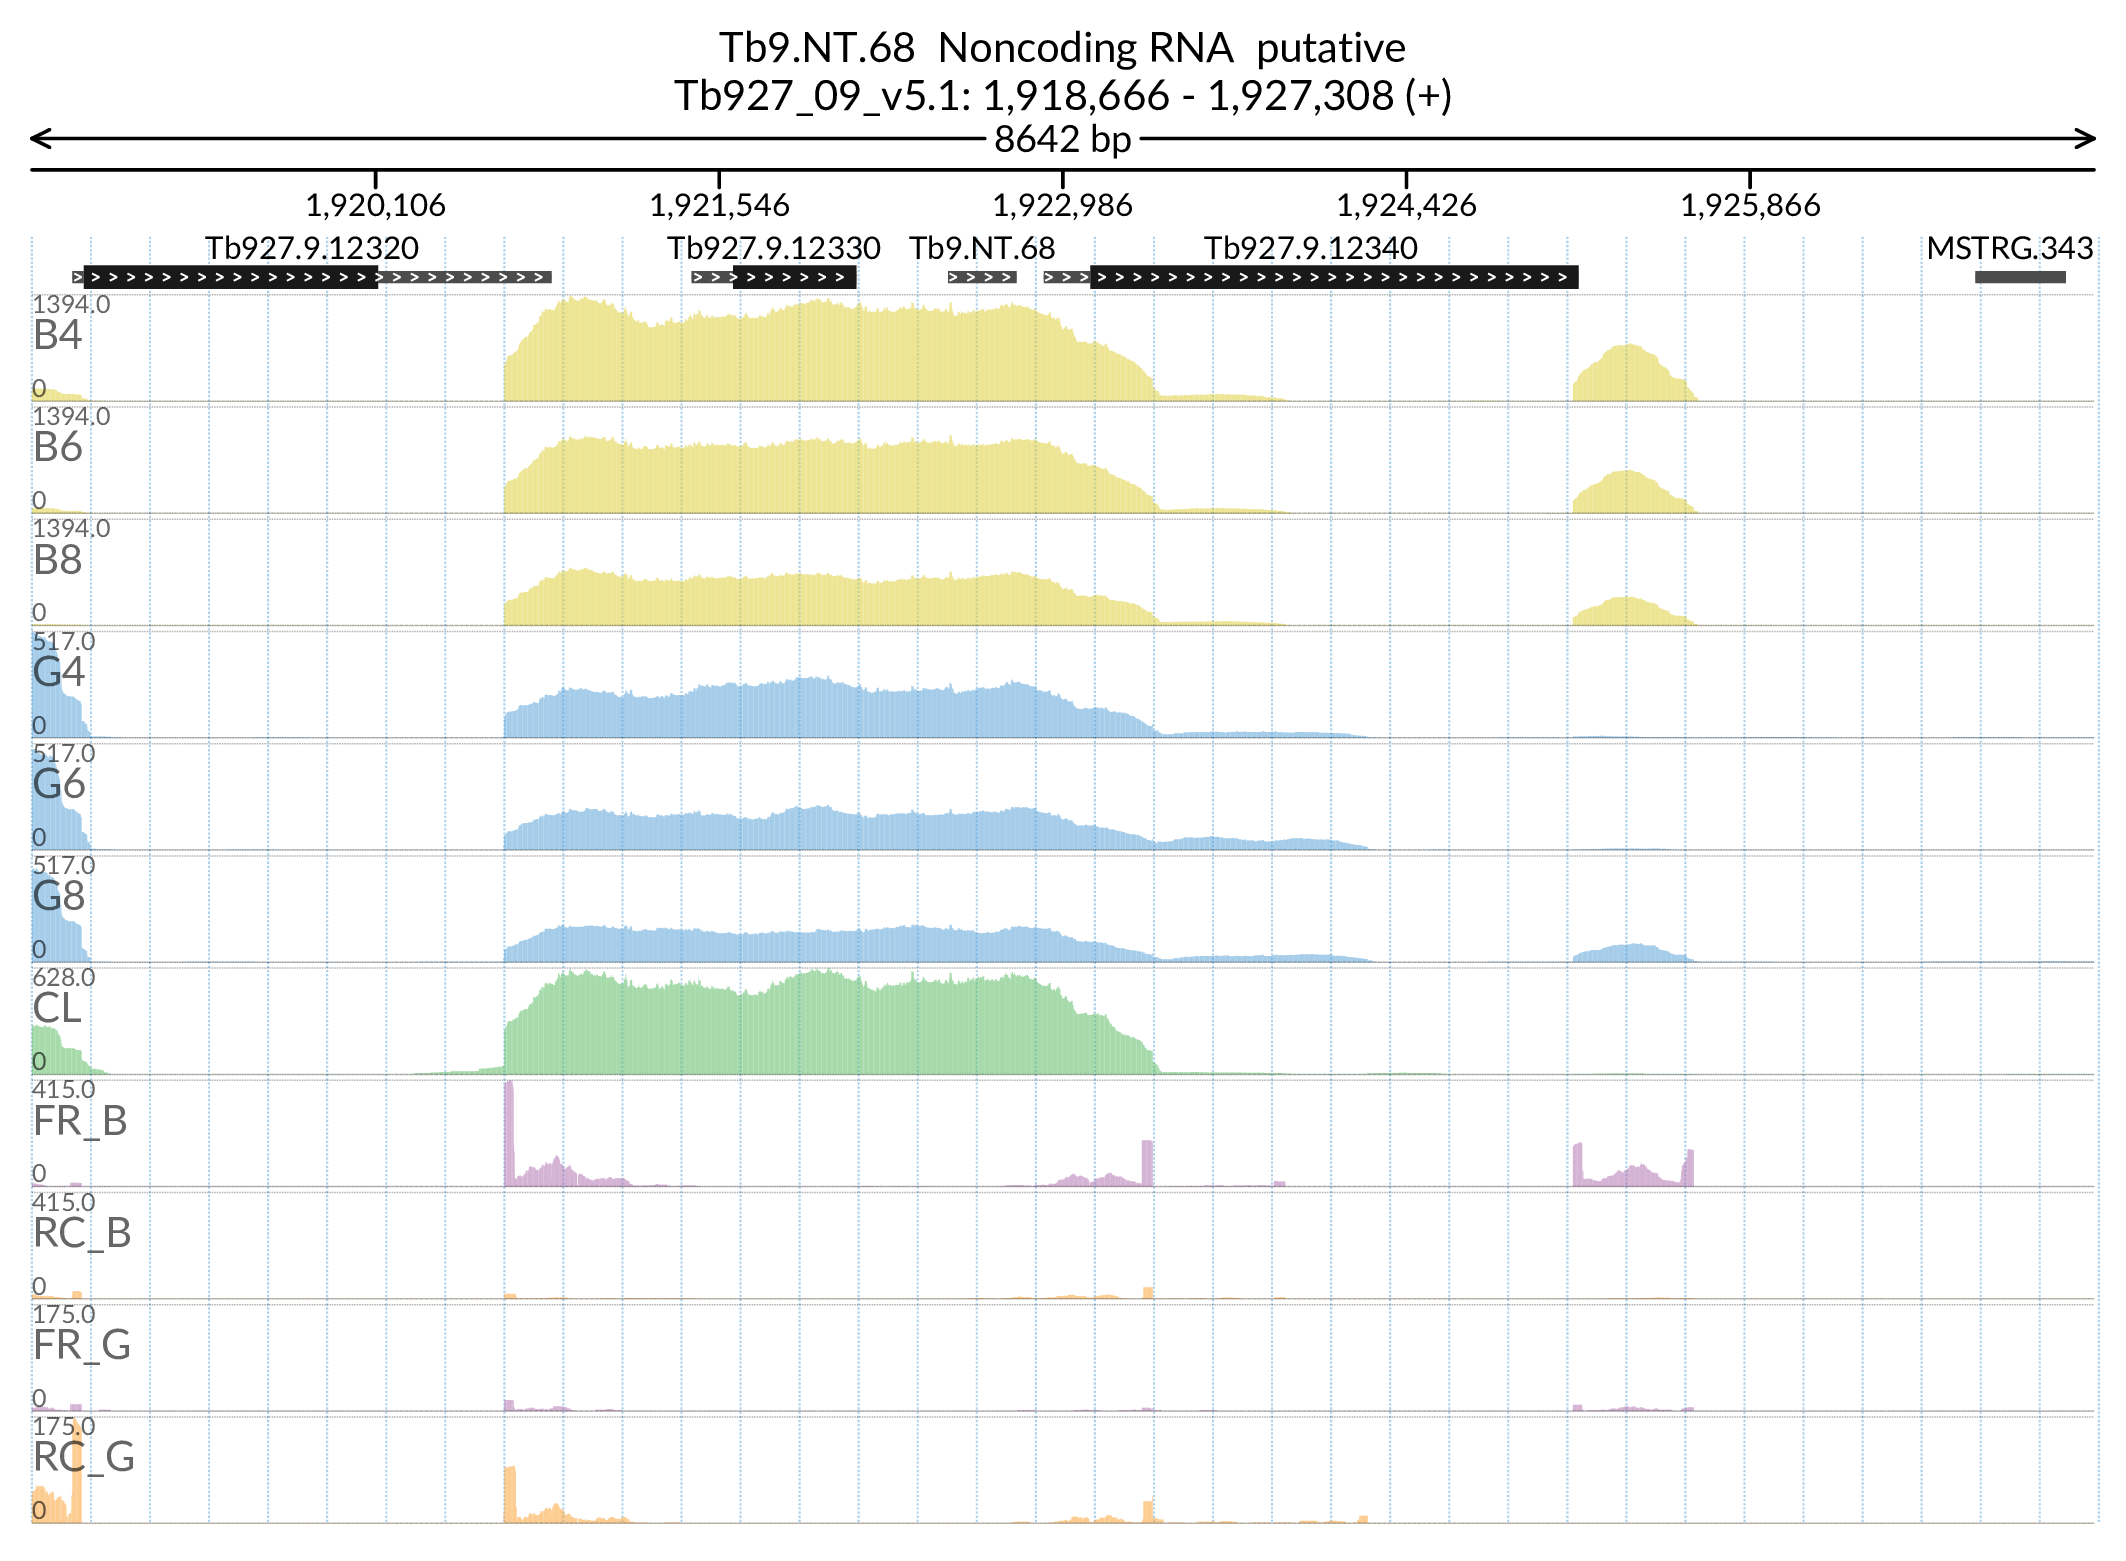 Tb9.NT.68 Noncoding RNA putative
Tb927_09_v5.1: 1,918,666 - 1,927,308 (+)
8642 bp
1,920,106 1,921,546 1,922,986 1,924,426 1,925,866
Tb927.9.12320 Tb927.9.12330 Tb9.NT.68 Tb927.9.12340 MSTRG.343
1394.0
B4
0
1394.0
B6
0
1394.0
B8
0
517.0
G4
0
517.0
G6
0
517.0
G8
0
628.0
CL
0
415.0
FR_B
0
415.0
RC_B
0
175.0
FR_G
0
175.0
RC_G
0